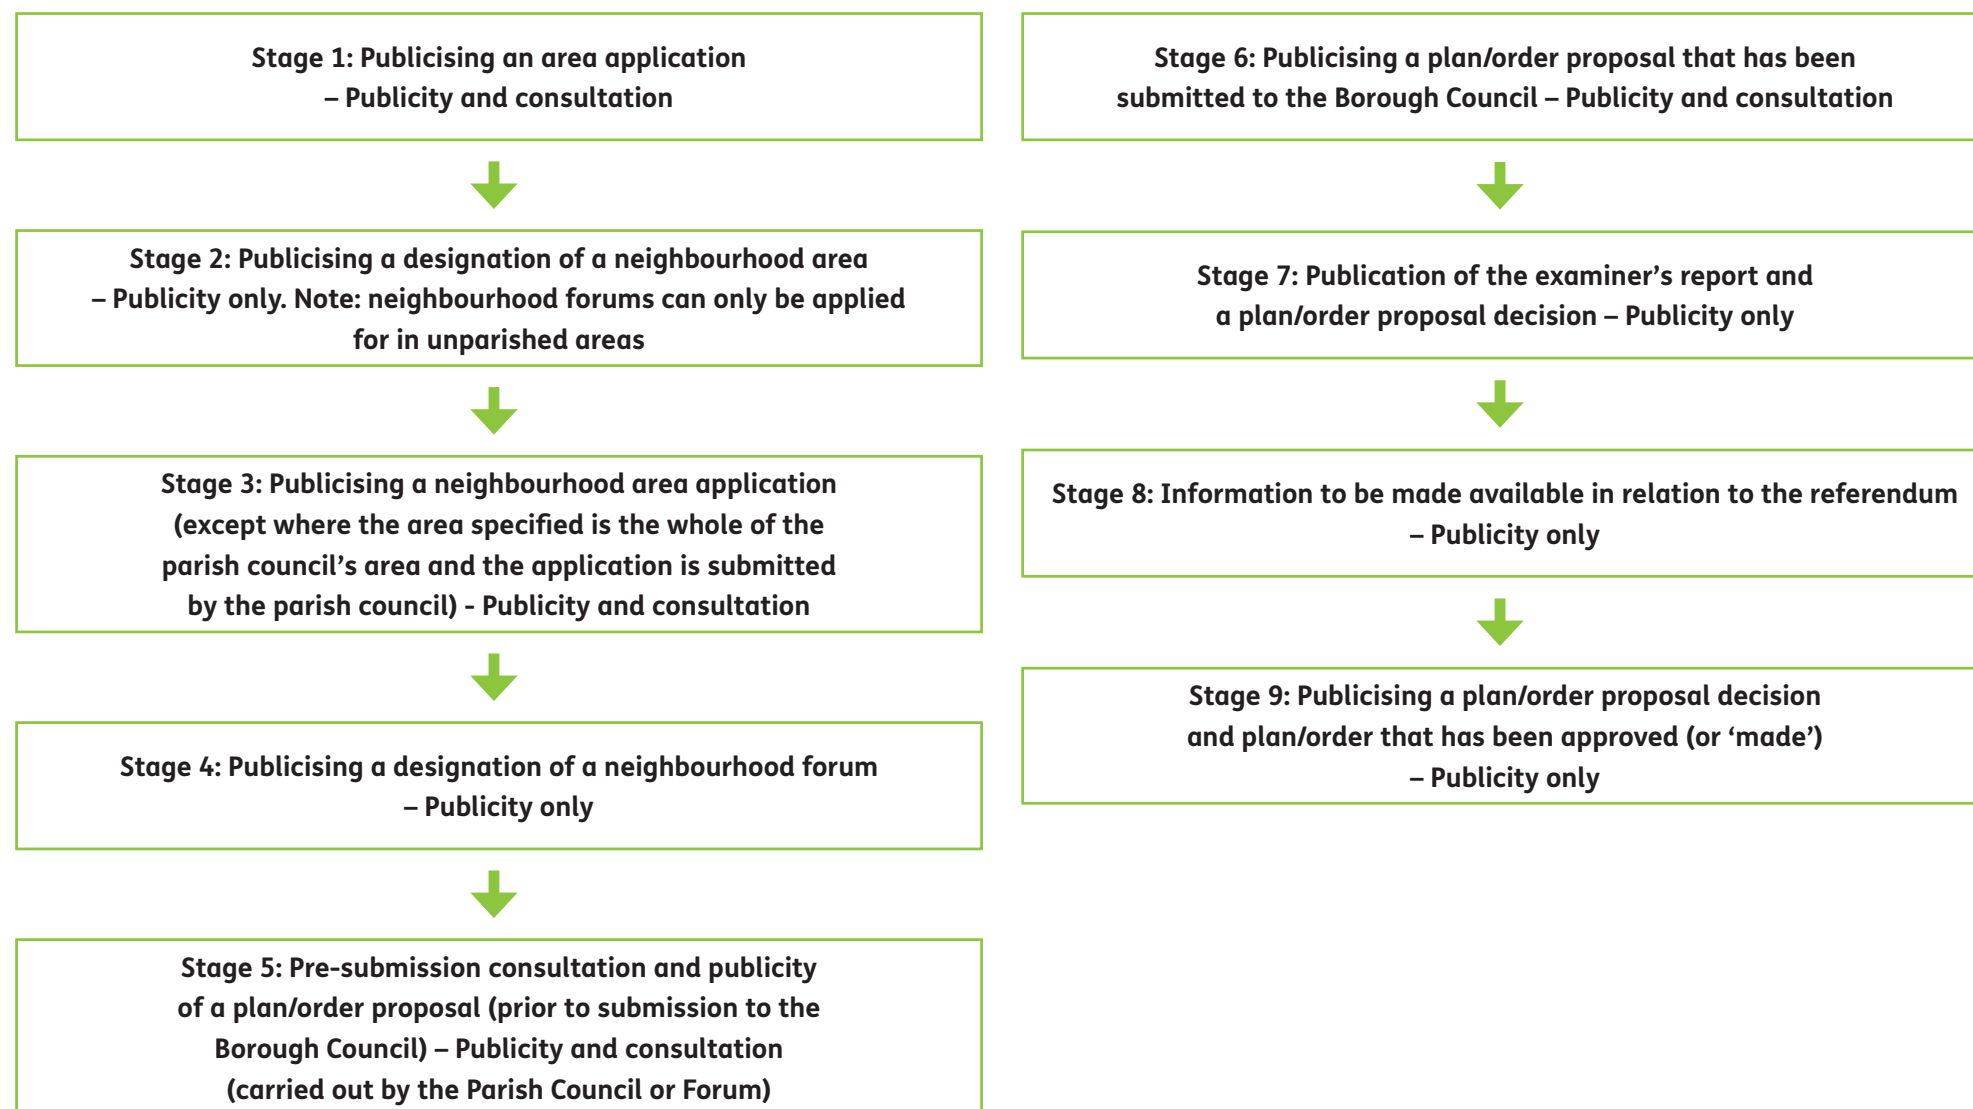 Stage 1: Publicising an area application
– Publicity and consultation
Stage 2: Publicising a designation of a neighbourhood area
– Publicity only. Note: neighbourhood forums can only be applied
for in unparished areas
Stage 3: Publicising a neighbourhood area application
(except where the area specified is the whole of the
parish council’s area and the application is submitted
by the parish council) - Publicity and consultation
Stage 4: Publicising a designation of a neighbourhood forum
– Publicity only
Stage 5: Pre-submission consultation and publicity
of a plan/order proposal (prior to submission to the
Borough Council) – Publicity and consultation
(carried out by the Parish Council or Forum)
Stage 6: Publicising a plan/order proposal that has been
submitted to the Borough Council – Publicity and consultation
Stage 7: Publication of the examiner’s report and
a plan/order proposal decision – Publicity only
Stage 8: Information to be made available in relation to the referendum
– Publicity only
Stage 9: Publicising a plan/order proposal decision
and plan/order that has been approved (or ‘made’)
– Publicity only